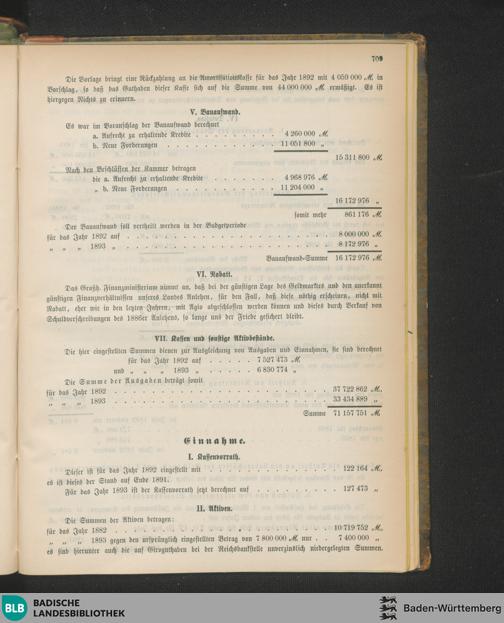 709
Die Vorlage bringt eine Rückzahlung an die Amortisationskasse für das Jahr 1892 mit 4 050 000 M. in
Vorschlag, so daß das Guthaben dieser Kasse sich auf die Summe von 44 000 000 M. ermäßigt. Es ist
hiergegen Nichts zu erinnern.
V. Bauaufwand.
Es war im Voranschlag der Bauaufwand berechnet
a. Aufrecht zu erhaltende Kredite . . . . . . . . . . 4 260 000 M.
b. Neue Forderungen . . . . . . . . . . . . . 11 051 800 „
15 311 800 M.
Nach den Beschlüssen der Kammer betragen
die a. Aufrecht zu erhaltende Kredite . . . . . . . . . 4 968 976 M.
„ b. Neue Forderungen . . . . . . . . . . . . 11 204 000 „
16 172 976 „
somit mehr 861 176 M.
Der Bauaufwand soll vertheilt werden in der Budgetperiode
für das Jahr 1892 auf . . . . . . . . . . . . . . . . . 8 000 000 M.
„ „ „ 1893 „ . . . . . . . . . . . . . . . . . 8 172 976 „
Bauaufwand-Summe 16 172 976 M.
VI. Rabatt.
Das Großh. Finanzministerium nimmt an, daß bei der günstigen Lage des Geldmarktes und den anerkannt
günstigen Finanzverhältnissen unseres Landes Anlehen, für den Fall, daß diese nöthig erscheinen, nicht mit
Rabatt, eher wie in den letzten Jahren, mit Agio abgeschlossen werden können und dieses durch Verkauf von
Schuldverschreibungen des 1886er Anlehens, so lange uns der Friede gesichert bleibt.
VII. Kassen und sonstige Aktivbestände.
Die hier eingestellten Summen dienen zur Ausgleichung von Ausgaben und Einnahmen, sie sind berechnet
für das Jahr 1892 auf . . . . . . 7 527 473 M.
und „ „ „ 1893 „ . . . . . . 6 830 774 „
Die Summe der Ausgaben beträgt somit
für das Jahr 1892 . . . . . . . . . . . . . . . . . 37 722 862 M.
„ „ „ 1893 . . . . . . . . . . . . . . . . . 33 434 889 „
Summe 71 157 751 M.
Einnahme.
I. Kassenvorrath.
Dieser ist für das Jahr 1892 eingestellt mit . . . . . . . . . . . . 122 164 M.,
es ist dieses der Stand auf Ende 1891.
Für das Jahr 1893 ist der Kassenvorrath jetzt berechnet auf . . . . . . . . 127 473 „
II. Aktiven.
Die Summen der Aktiven betragen:
für das Jahr 1882 . . . . . . . . . . . . . . . . . 10 719 752 M.,
„ „ „ 1893 gegen den ursprünglich eingestellten Betrag von 7 800 000 M. nur . . 7 400 000 „
es sind hierunter auch die auf Giroguthaben bei der Reichsbankstelle unverzinslich niedergelegten Summen.
BLB
BADISCHE
LANDESBIBLIOTHEK
Baden-Württemberg